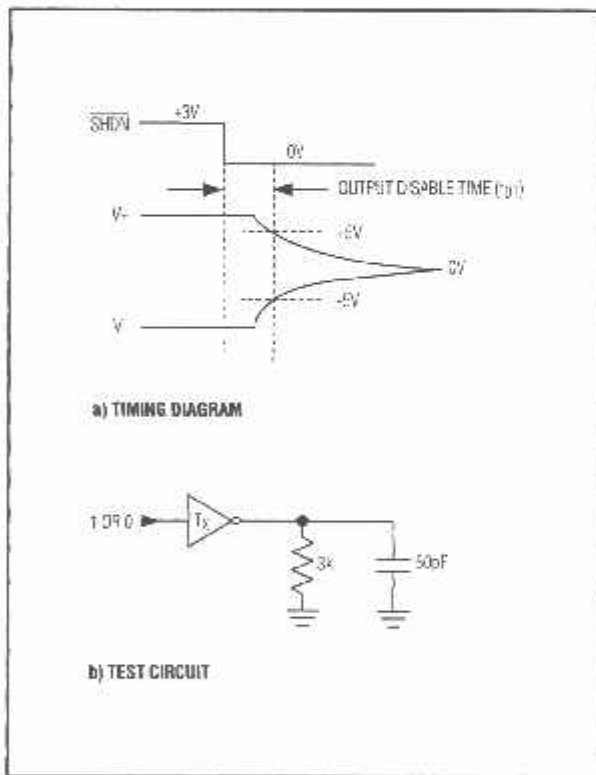 +3V
SHDN
0V
OUTPUT DISABLE TIME
V+
+5V
0V
-5V
V
a) TIMING DIAGRAM
1 OR 0
TX
3k
50pF
b) TEST CIRCUIT